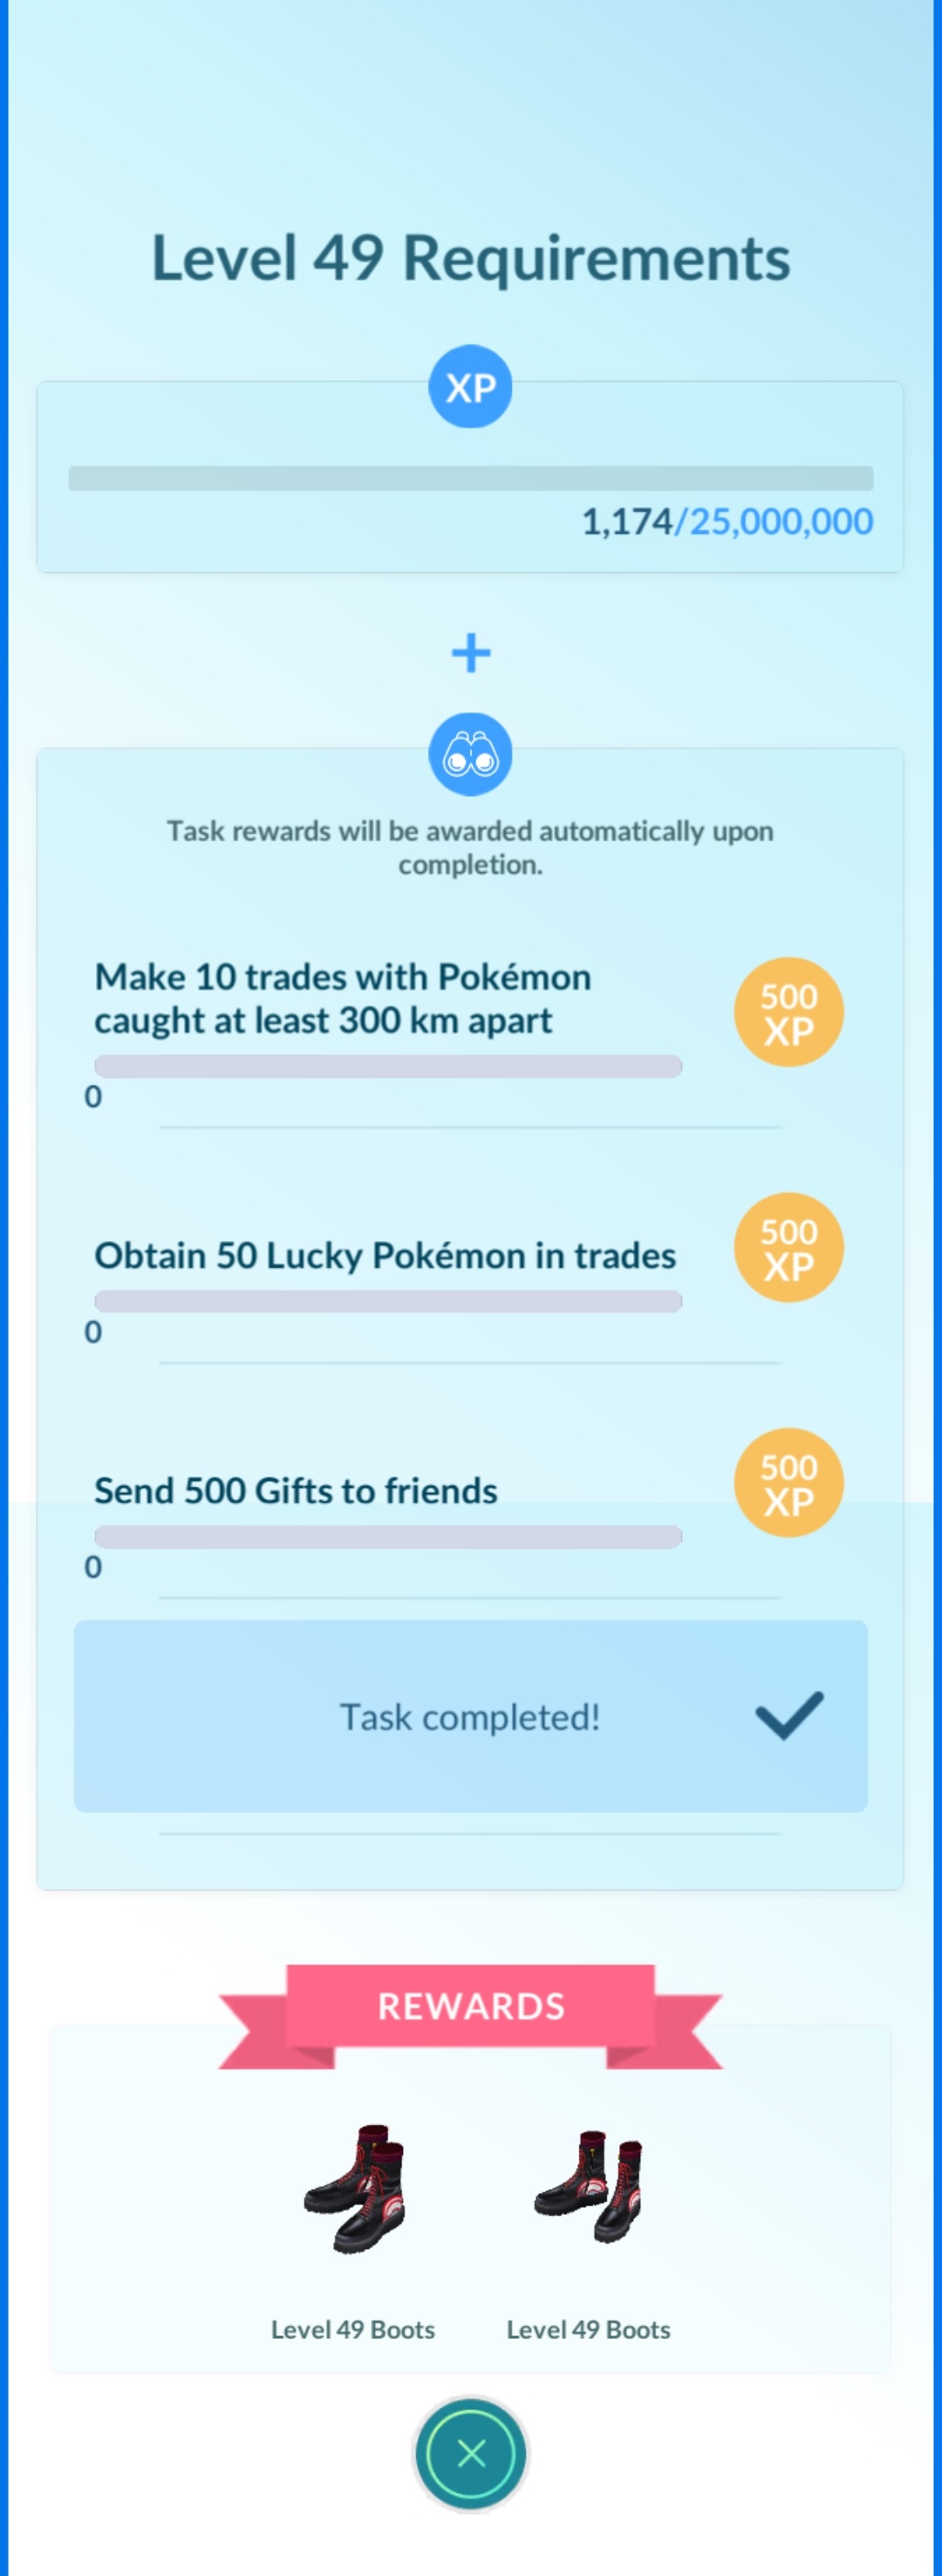 Level 49 Requirements
XP
1,174/25,000,000
+
Task rewards will be awarded automatically upon
completion.
Make 10 trades with Pokémon
caught at least 300 km apart
500
XP
0
Obtain 50 Lucky Pokémon in trades
500
XP
0
Send 500 Gifts to friends
500
XP
0
Task completed!
REWARDS
Level 49 Boots
Level 49 Boots